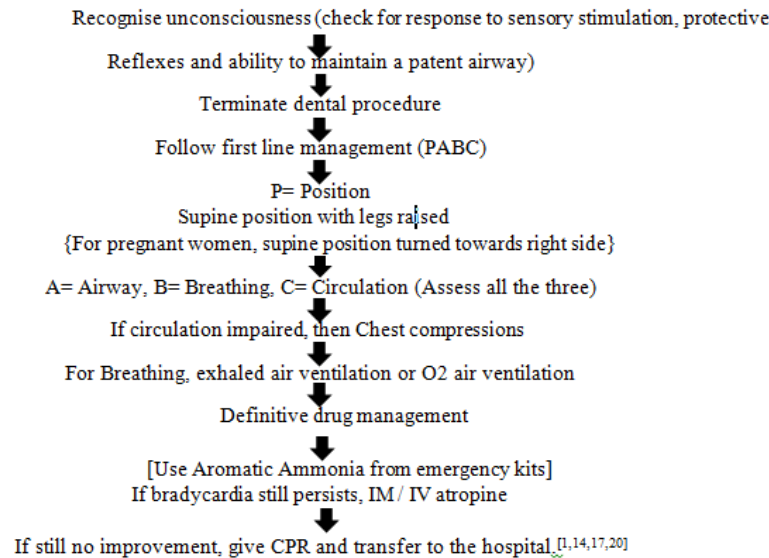 Recognise unconsciousness (check for response to sensory stimulation, protective
Reflexes and ability to maintain a patent airway)
Terminate dental procedure
Follow first line management (PABC)
P= Position
Supine position with legs raised
{For pregnant women, supine position turned towards right side}
A= Airway, B= Breathing, C= Circulation (Assess all the three)
If circulation impaired, then Chest compressions
For Breathing, exhaled air ventilation or O2 air ventilation
Definitive drug management
[Use Aromatic Ammonia from emergency kits]
If bradycardia still persists, IM / IV atropine
If still no improvement, give CPR and transfer to the hospital.[1,14,17,20]